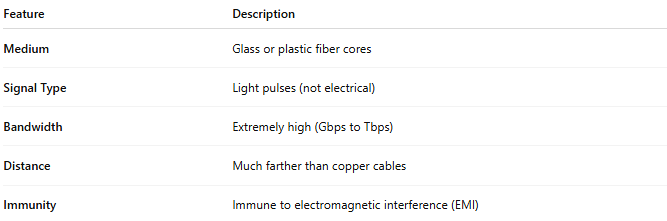 Feature Description
Medium Glass or plastic fiber cores
Signal Type Light pulses (not electrical)
Bandwidth Extremely high (Gbps to Tbps)
Distance Much farther than copper cables
Immunity Immune to electromagnetic interference (EMI)